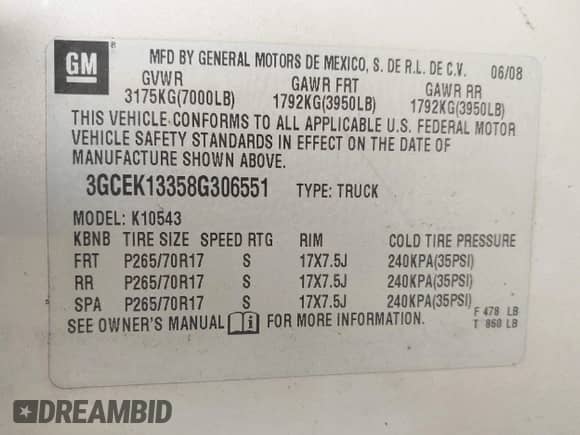 GM ®
MFD BY GENERAL MOTORS DE MEXICO, S. DE R.L. DE C.V. 06/08
GVWR GAWR FRT GAWR RR
3175KG(7000LB) 1792KG(3950LB) 1792KG(3950LB)
THIS VEHICLE CONFORMS TO ALL APPLICABLE U.S. FEDERAL MOTOR
VEHICLE SAFETY STANDARDS IN EFFECT ON THE DATE OF
MANUFACTURE SHOWN ABOVE.
3GCEK13358G306551 TYPE: TRUCK
MODEL: K10543
KBNB TIRE SIZE SPEED RTG RIM COLD TIRE PRESSURE
FRT P265/70R17 S 17X7.5J 240KPA(35PSI)
RR P265/70R17 S 17X7.5J 240KPA(35PSI)
SPA P265/70R17 S 17X7.5J 240KPA(35PSI)
F 478 LB
SEE OWNER'S MANUAL i FOR MORE INFORMATION. T 860 LB
DREAMBID